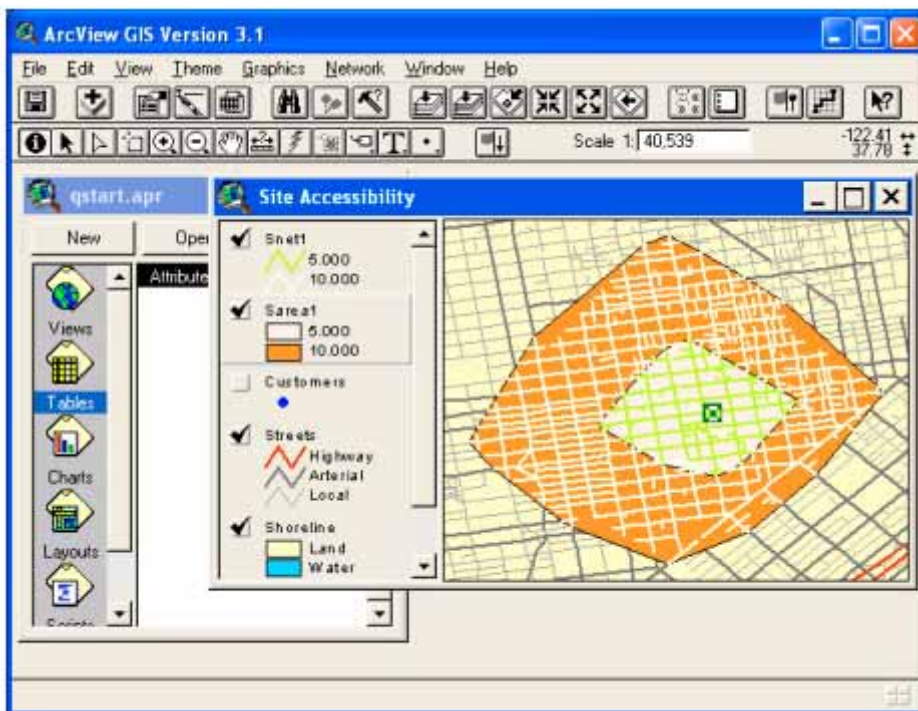 ArcView GIS Version 3.1
File Edit View Theme Graphics Network Window Help
Scale 1: 40,539
-122.41
37.78
qstart.apr
New Open
Attribute
Views
Tables
Charts
Layouts
Scripts
Site Accessibility
Snet1
5.000
10.000
Sarea1
5.000
10.000
Customers
Streets
Highway
Arterial
Local
Shoreline
Land
Water